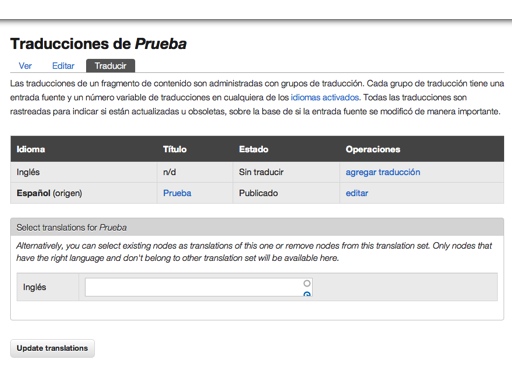 Traducciones de Prueba
Ver Editar Traducir
Las traducciones de un fragmento de contenido son administradas con grupos de traducción. Cada grupo de traducción tiene una
entrada fuente y un número variable de traducciones en cualquiera de los idiomas activados. Todas las traducciones son
rastreadas para indicar si están actualizadas u obsoletas, sobre la base de si la entrada fuente se modificó de manera importante.
Idioma Título Estado Operaciones
Inglés n/d Sin traducir agregar traducción
Español (origen) Prueba Publicado editar
Select translations for Prueba
Alternatively, you can select existing nodes as translations of this one or remove nodes from this translation set. Only nodes that
have the right language and don't belong to other translation set will be available here.
Inglés
Update translations